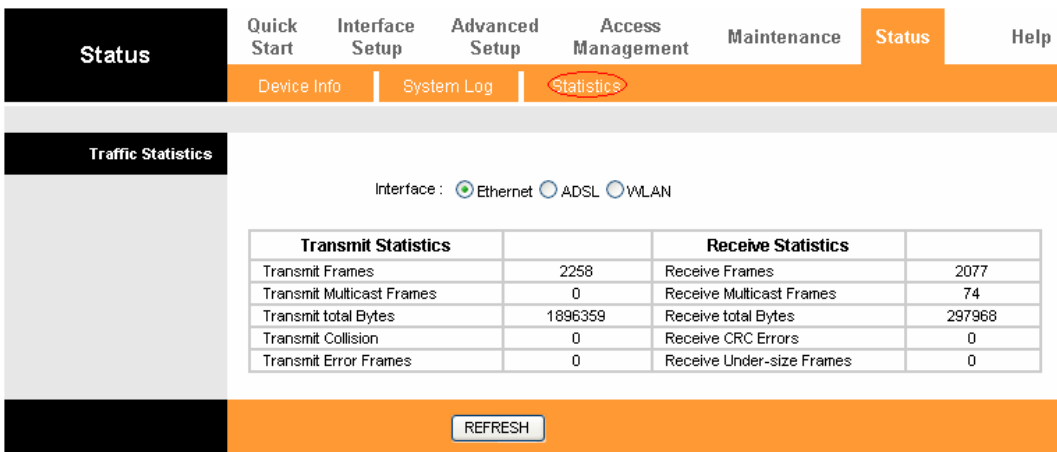 Status
Quick Start
Interface Setup
Advanced Setup
Access Management
Maintenance
Status
Help
Device Info
System Log
Statistics
Traffic Statistics
Interface : Ethernet ADSL WLAN
Transmit Statistics Receive Statistics
Transmit Frames 2258 Receive Frames 2077
Transmit Multicast Frames 0 Receive Multicast Frames 74
Transmit total Bytes 1896359 Receive total Bytes 297968
Transmit Collision 0 Receive CRC Errors 0
Transmit Error Frames 0 Receive Under-size Frames 0
REFRESH